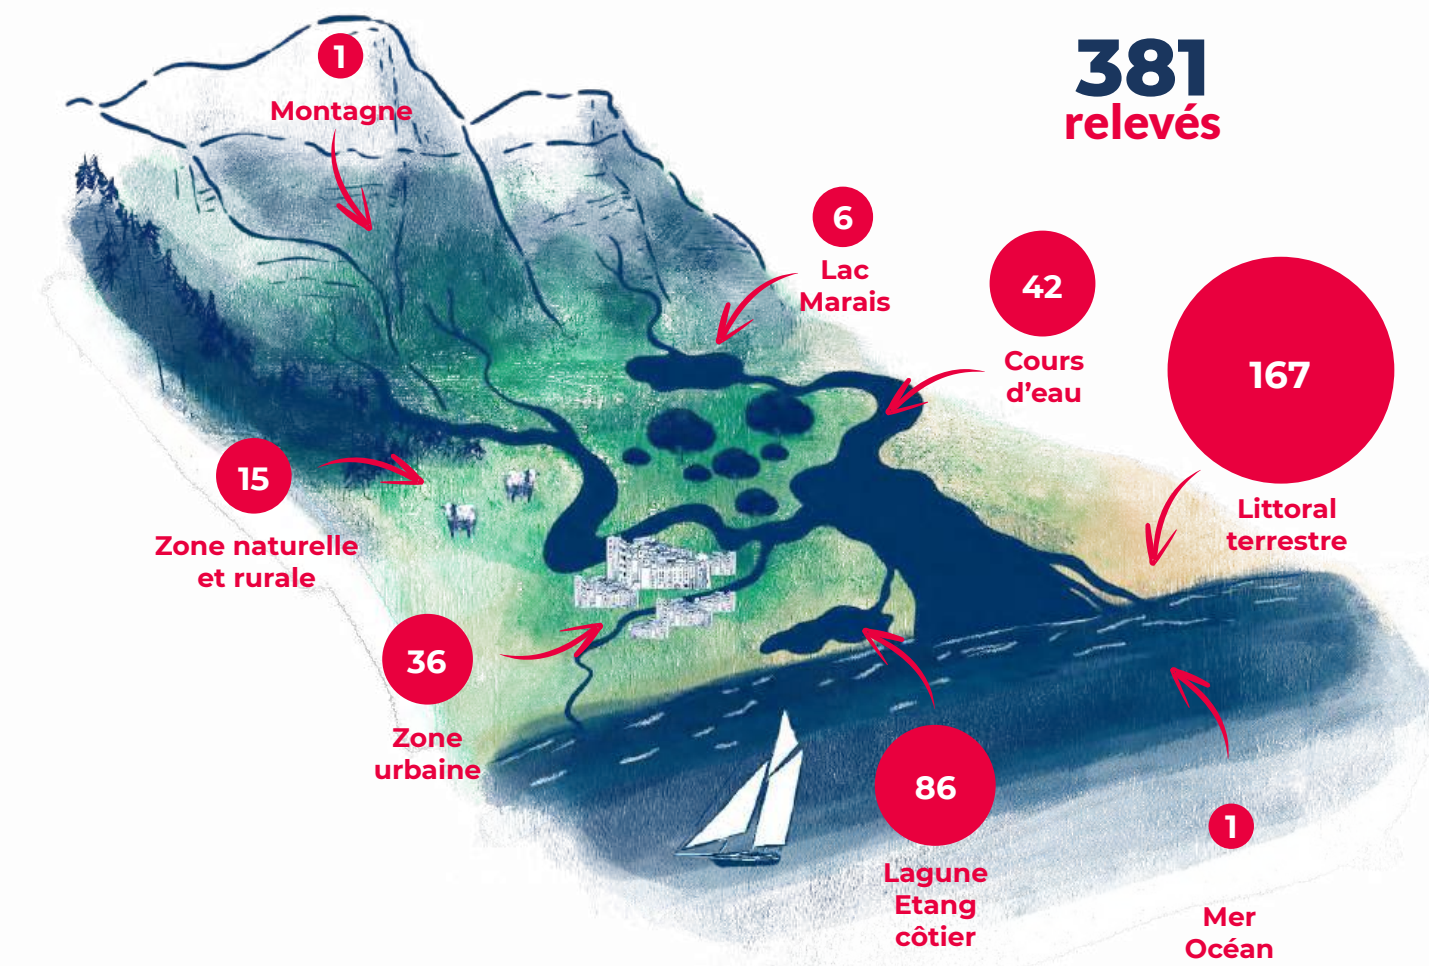 381
relevés
1
Montagne
6
Lac
Marais
42
Cours
d’eau
167
Littoral
terrestre
15
Zone naturelle
et rurale
36
Zone
urbaine
86
Lagune
Etang
côtier
1
Mer
Océan